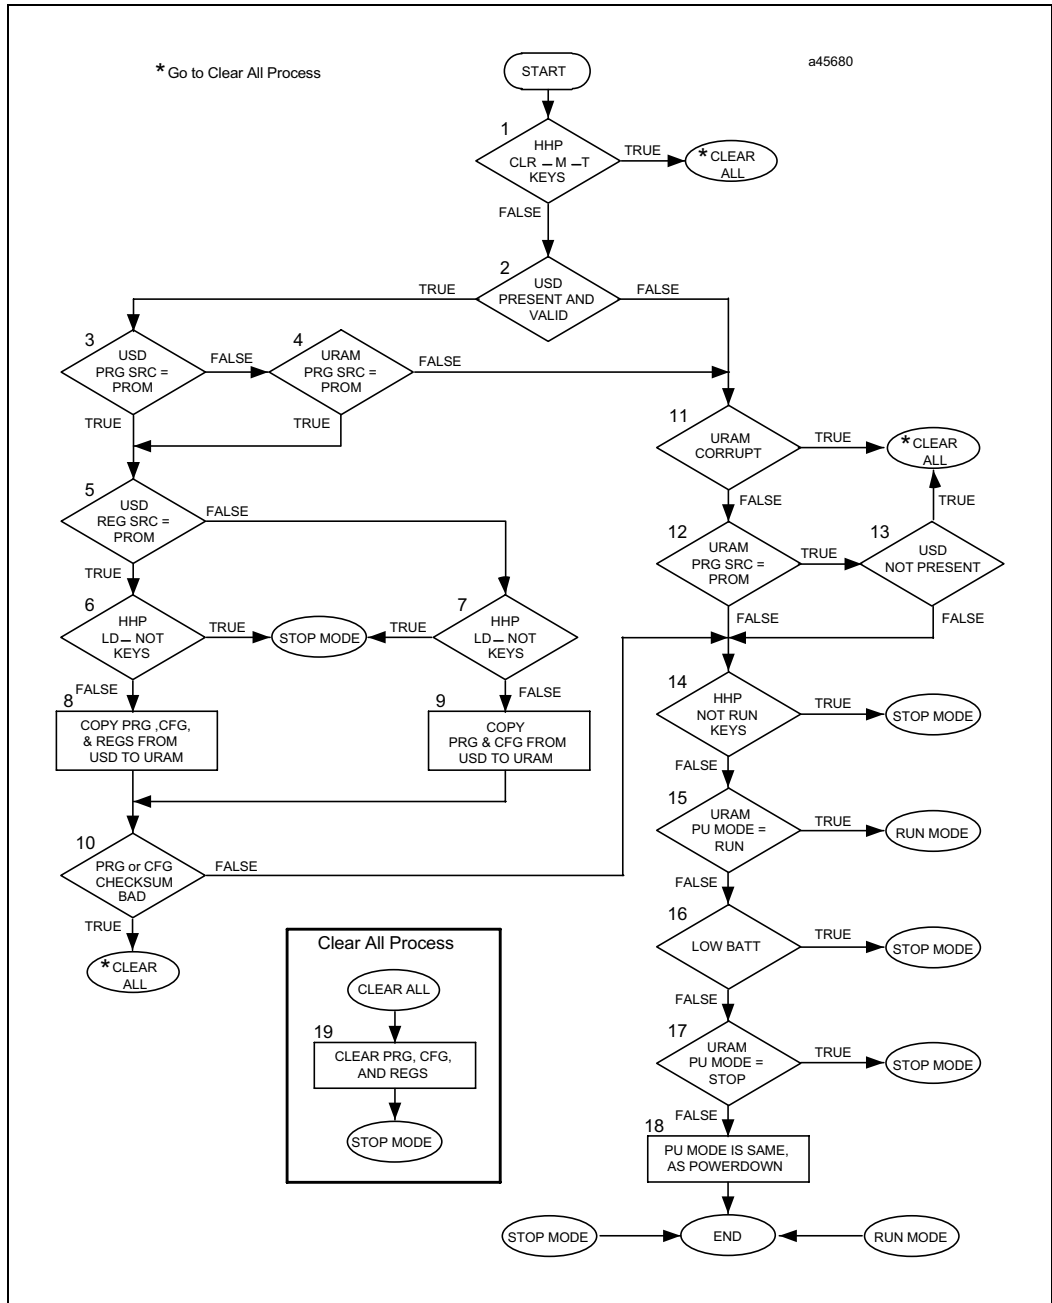 * Go to Clear All Process
a45680
START
1
HHP
CLR – M – T
KEYS
TRUE
* CLEAR
ALL
FALSE
2
USD
PRESENT AND
VALID
TRUE
FALSE
3
USD
PRG SRC =
PROM
FALSE
TRUE
4
URAM
PRG SRC =
PROM
FALSE
TRUE
5
USD
REG SRC =
PROM
FALSE
TRUE
6
HHP
LD – NOT
KEYS
TRUE
STOP MODE
TRUE
7
HHP
LD – NOT
KEYS
FALSE
FALSE
8
COPY PRG ,CFG,
& REGS FROM
USD TO URAM
9
COPY
PRG & CFG FROM
USD TO URAM
10
PRG or CFG
CHECKSUM
BAD
FALSE
TRUE
* CLEAR
ALL
11
URAM
CORRUPT
TRUE
* CLEAR
ALL
FALSE
TRUE
12
URAM
PRG SRC =
PROM
TRUE
13
USD
NOT PRESENT
FALSE
FALSE
14
HHP
NOT RUN
KEYS
TRUE
STOP MODE
FALSE
15
URAM
PU MODE =
RUN
TRUE
RUN MODE
FALSE
16
LOW BATT
TRUE
STOP MODE
FALSE
17
URAM
PU MODE =
STOP
TRUE
STOP MODE
FALSE
18
PU MODE IS SAME,
AS POWERDOWN
STOP MODE
END
RUN MODE
Clear All Process
CLEAR ALL
19
CLEAR PRG, CFG,
AND REGS
STOP MODE